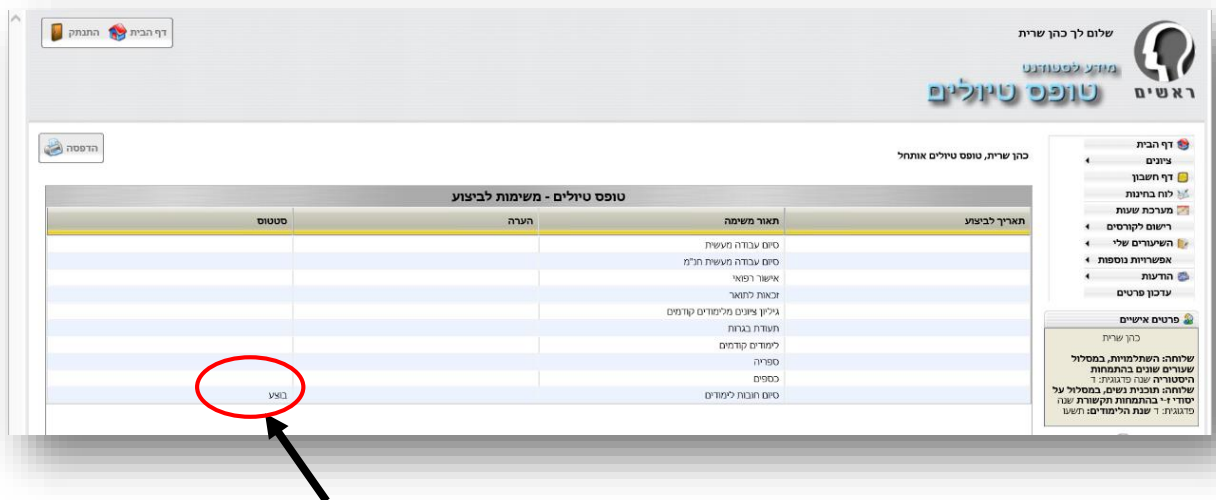 שלום לך כהן שרית
דף הבית התנתק
מידע לסטודנט
טופס טיולים
ראשים
הדפסה
כהן שרית, טופס טיולים אותחל
דף הבית
ציונים
דף חשבון
לוח בחינות
מערכת שעות
רישום לקורסים
השיעורים שלי
אפשרויות נוספות
הודעות
עדכון פרטים
פרטים אישיים
כהן שרית
שלוחה: השתלמויות, במסלול
שעורים שונים בהתמחות
היסטוריה שנה פדגוגית: ד
שלוחה: תוכנית נשים, במסלול על
יסודי ז-י בהתמחות תקשורת שנה
פדגוגית: ד שנת הלימודים: תשעו
טופס טיולים - משימות לביצוע
תאריך לביצוע תאור משימה הערה סטטוס
סיום עבודה מעשית
סיום עבודה מעשית חנ"מ
אישור רפואי
זכאות לתואר
גיליון ציונים מלימודים קודמים
תעודת בגרות
לימודים קודמים
ספריה
כספים
סיום חובות לימודים בוצע